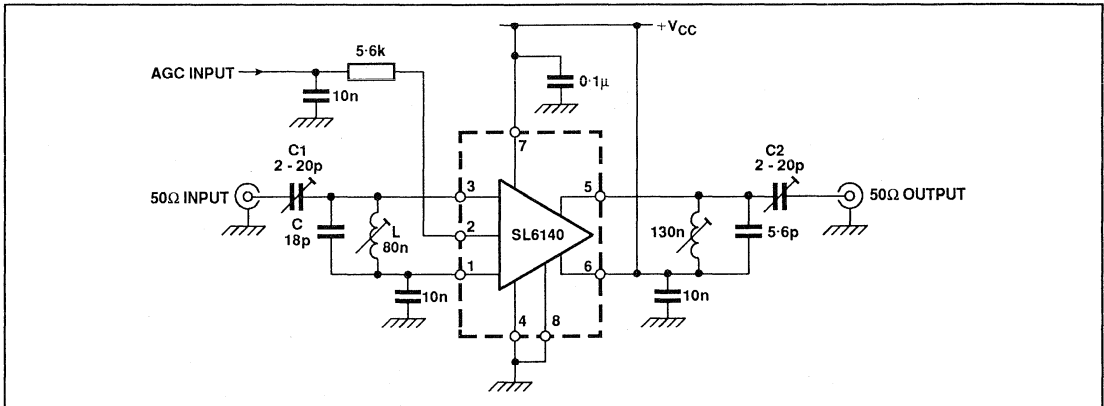 +VCC
5·6k
AGC INPUT
10n
0·1µ
7
C1
2 - 20p
C2
2 - 20p
50Ω INPUT
3
5
50Ω OUTPUT
C
18p
L
80n
2
SL6140
130n
5·6p
1
6
10n
10n
4
8